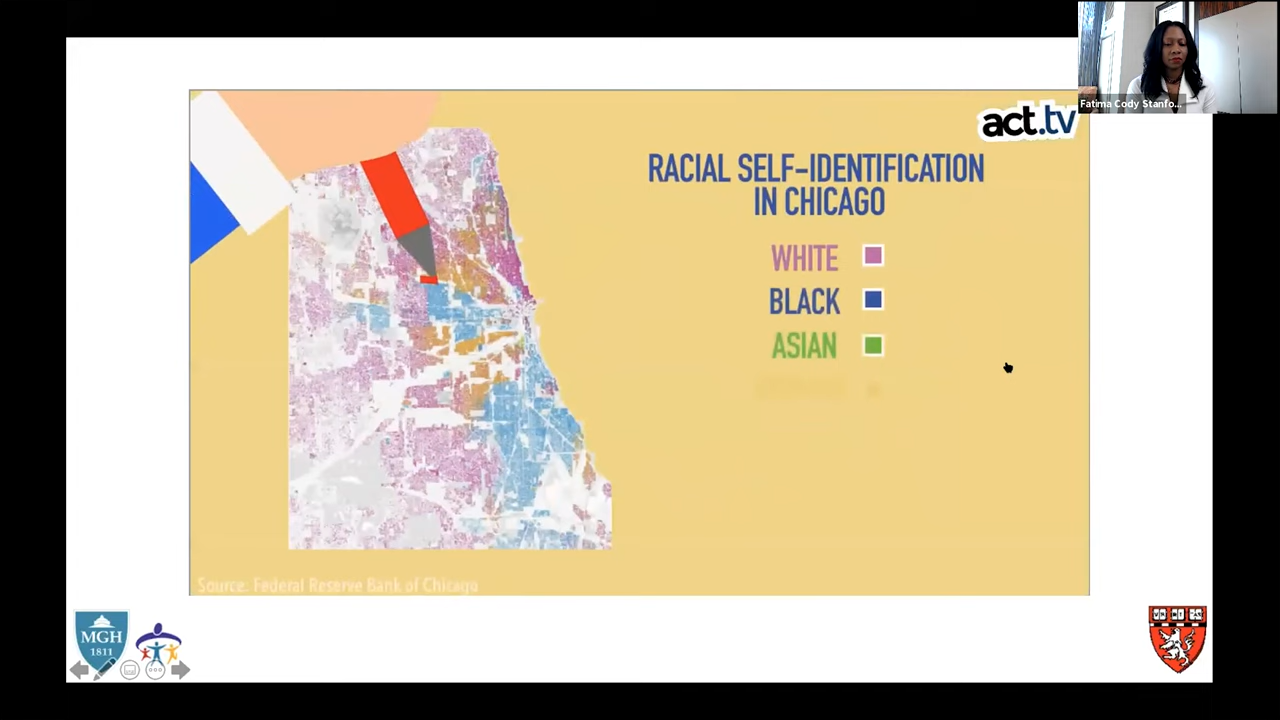 Fatima Cody Stanfo...
act.tv
RACIAL SELF-IDENTIFICATION
IN CHICAGO
WHITE
BLACK
ASIAN
Source: Federal Reserve Bank of Chicago
MGH
1811